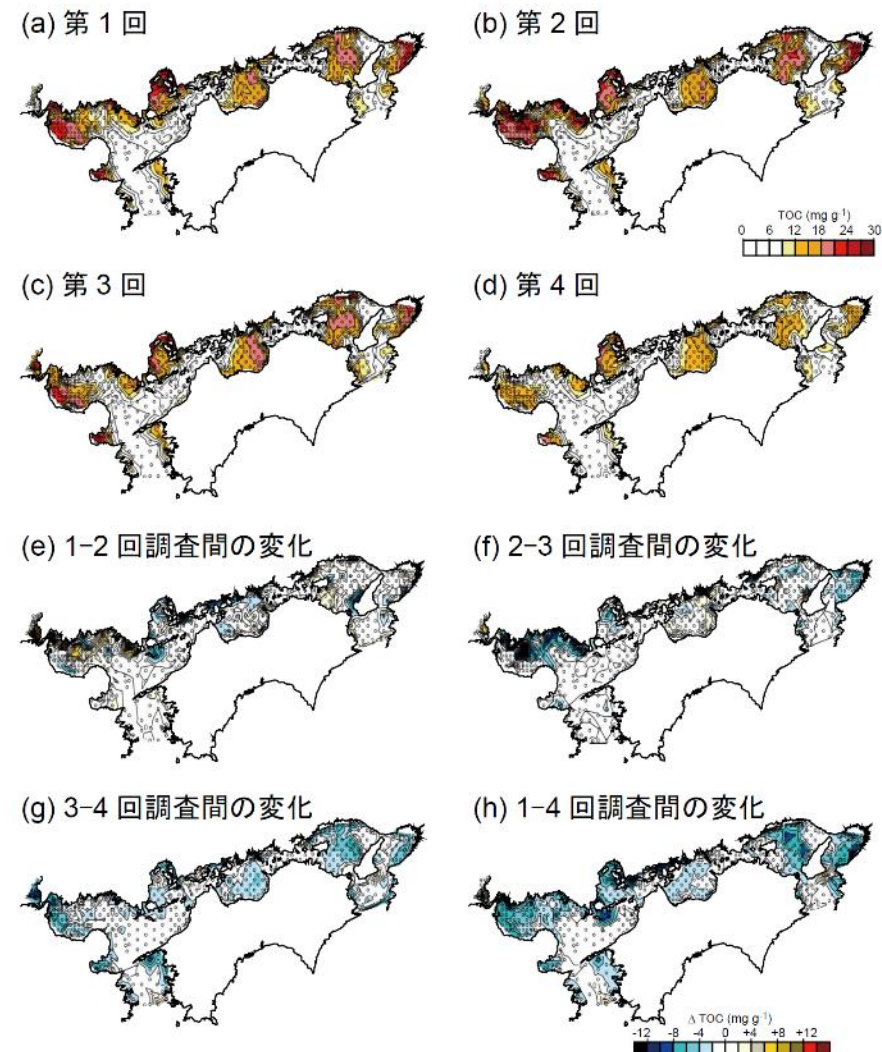 (a) 第 1 回
(b) 第 2 回
TOC (mg g-1)
0 6 12 18 24 30
(c) 第 3 回
(d) 第 4 回
(e) 1−2 回調査間の変化
(f) 2-3 回調査間の変化
(g) 3-4 回調査間の変化
(h) 1-4 回調査間の変化
Δ TOC (mg g-1)
-12 -8 -4 0 +4 +8 +12